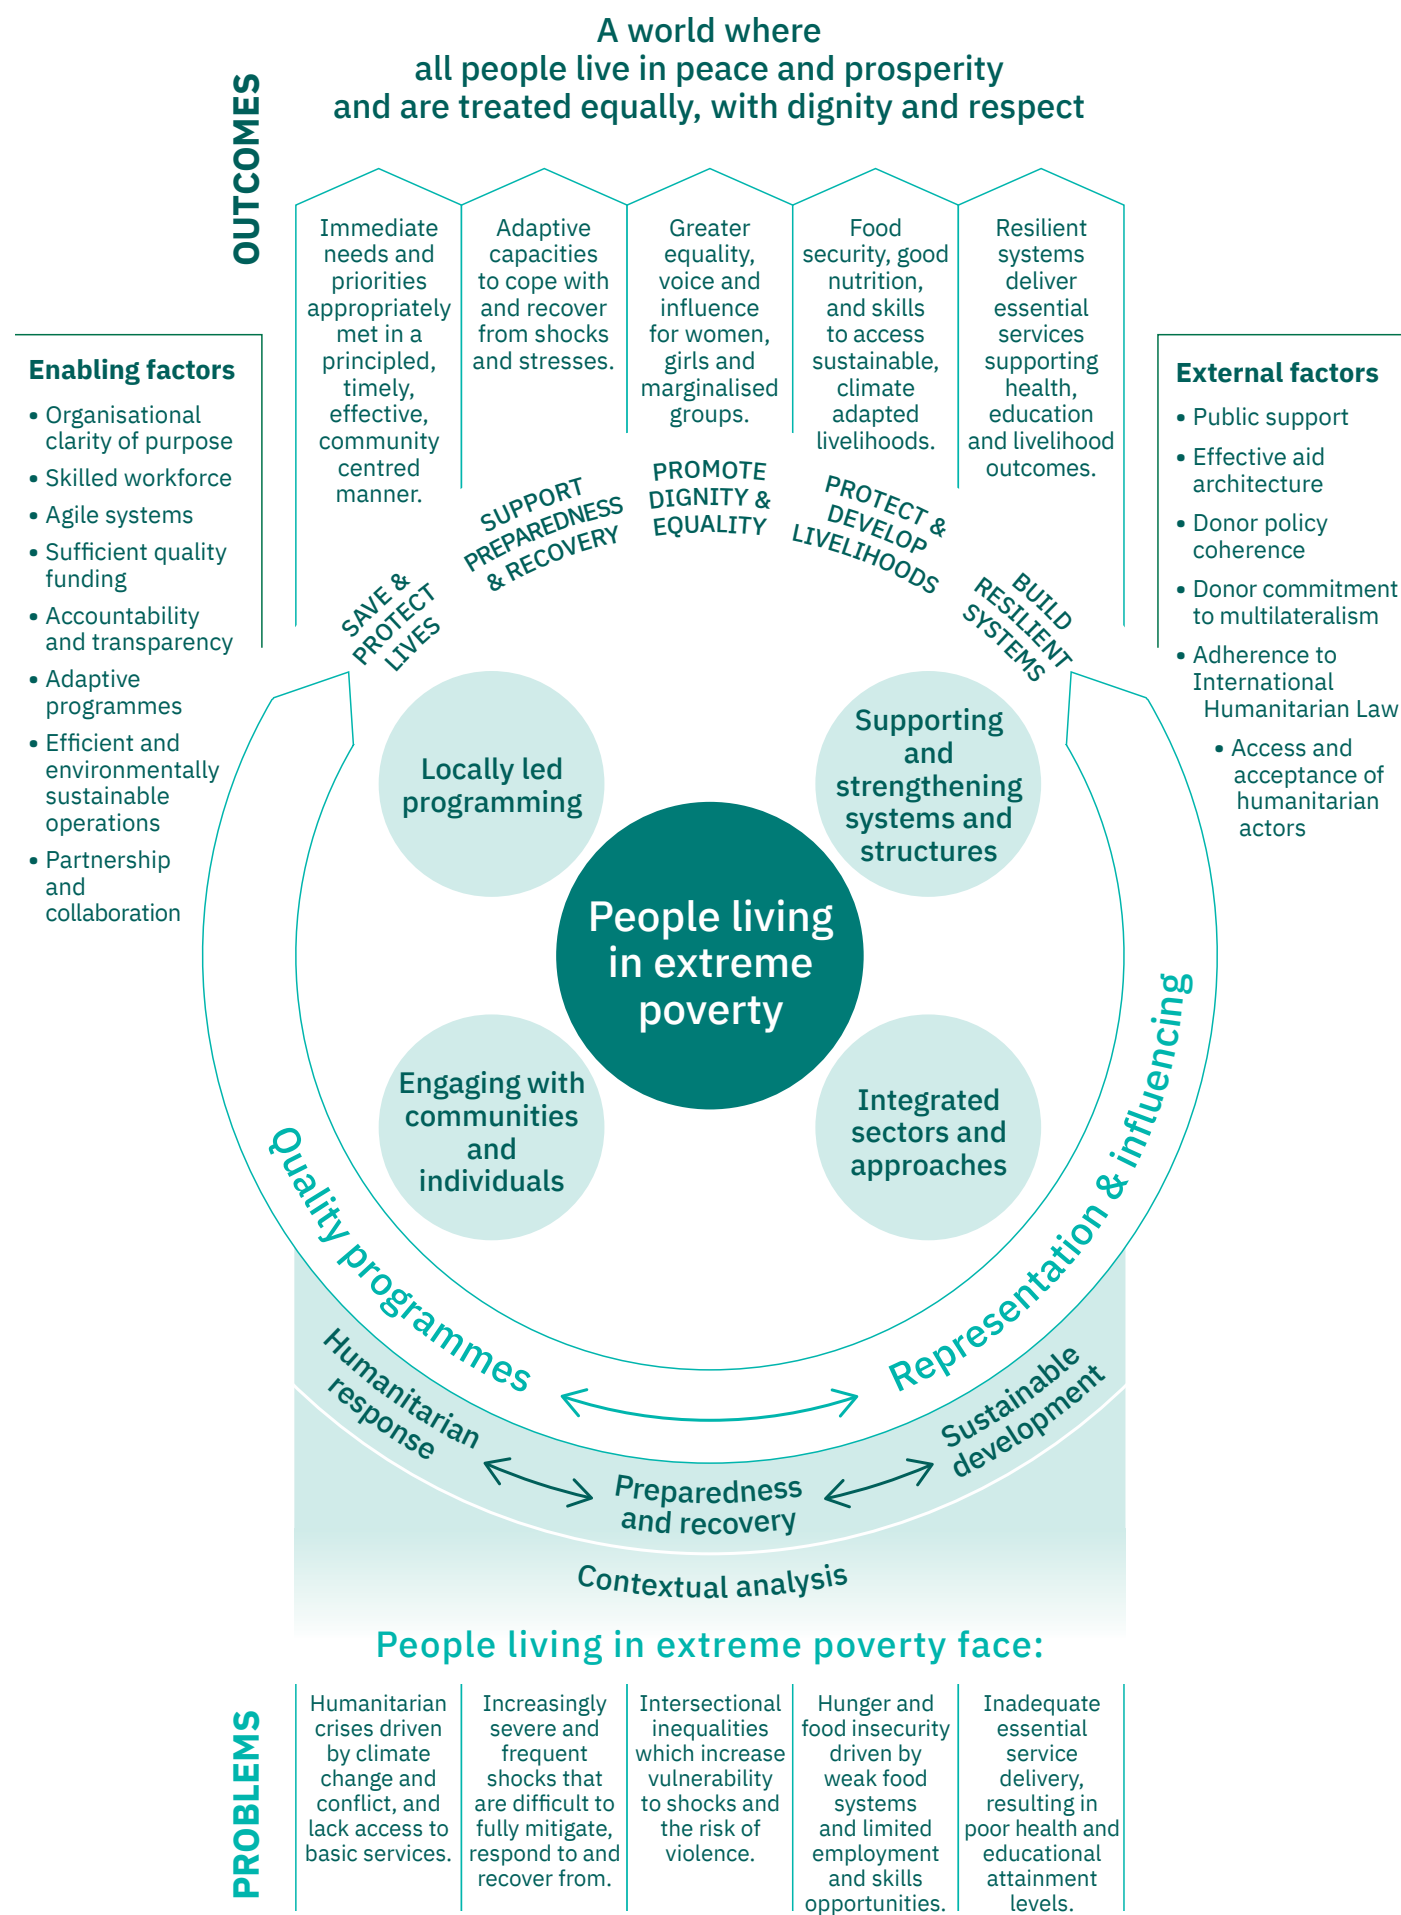 A world where
all people live in peace and prosperity
and are treated equally, with dignity and respect
OUTCOMES
Immediate
needs and
priorities
appropriately
met in a
principled,
timely,
effective,
community
centred
manner.
Adaptive
capacities
to cope with
and recover
from shocks
and stresses.
Greater
equality,
voice and
influence
for women,
girls and
marginalised
groups.
Food
security, good
nutrition,
and skills
to access
sustainable,
climate
adapted
livelihoods.
Resilient
systems
deliver
essential
services
supporting
health,
education
and livelihood
outcomes.
Enabling factors
• Organisational
clarity of purpose
• Skilled workforce
• Agile systems
• Sufficient quality
funding
• Accountability
and transparency
• Adaptive
programmes
• Efficient and
environmentally
sustainable
operations
• Partnership
and
collaboration
External factors
• Public support
• Effective aid
architecture
• Donor policy
coherence
• Donor commitment
to multilateralism
• Adherence to
International
Humanitarian Law
• Access and
acceptance of
humanitarian
actors
SAVE &
PROTECT
LIVES
SUPPORT
PREPAREDNESS
& RECOVERY
PROMOTE
DIGNITY &
EQUALITY
PROTECT &
DEVELOP
LIVELIHOODS
BUILD
RESILIENT
SYSTEMS
Locally led
programming
Supporting
and
strengthening
systems and
structures
People living
in extreme
poverty
Engaging with
communities
and
individuals
Integrated
sectors and
approaches
Quality programmes
Representation & influencing
Humanitarian
response
Preparedness
and recovery
Sustainable
development
Contextual analysis
People living in extreme poverty face:
PROBLEMS
Humanitarian
crises driven
by climate
change and
conflict, and
lack access to
basic services.
Increasingly
severe and
frequent
shocks that
are difficult to
fully mitigate,
respond to and
recover from.
Intersectional
inequalities
which increase
vulnerability
to shocks and
the risk of
violence.
Hunger and
food insecurity
driven by
weak food
systems
and limited
employment
and skills
opportunities.
Inadequate
essential
service
delivery,
resulting in
poor health and
educational
attainment
levels.